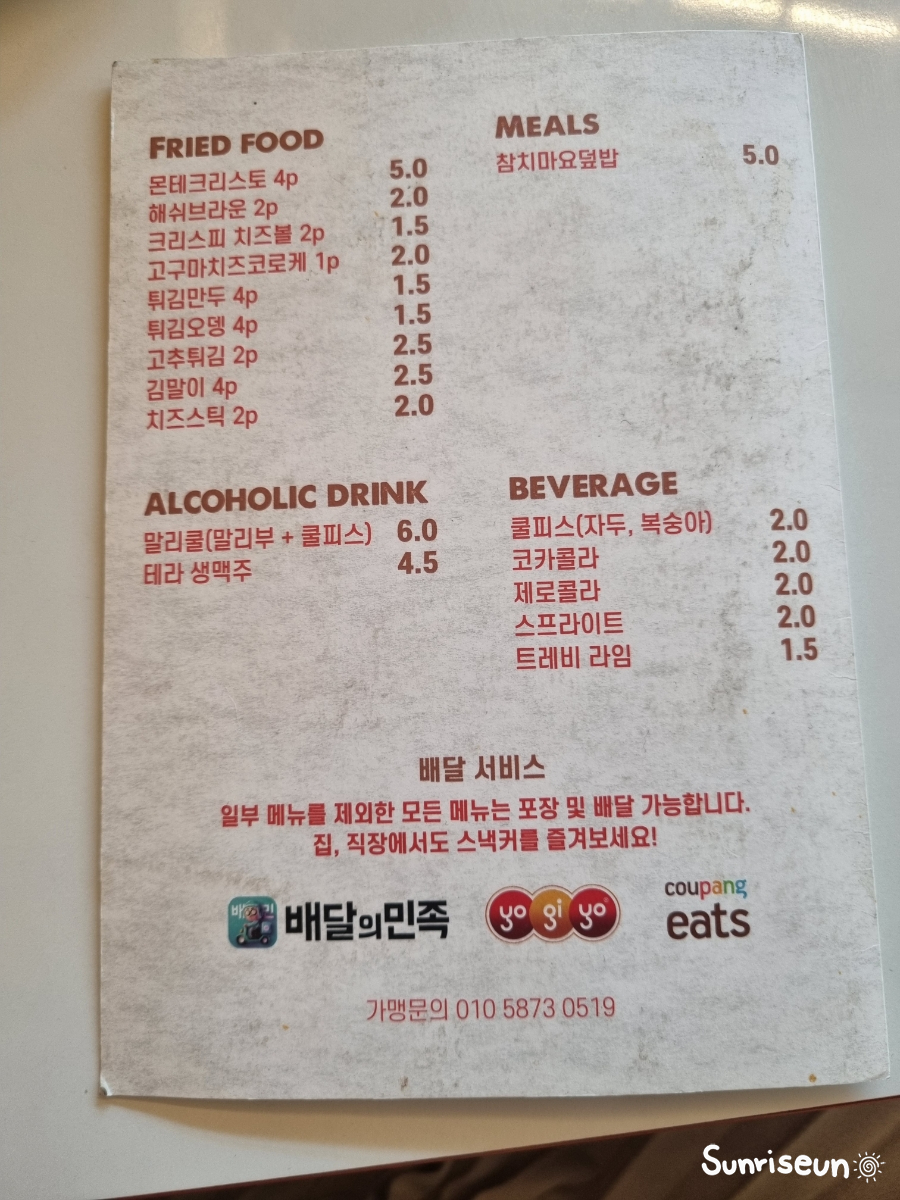 FRIED FOOD
몬테크리스토 4p 5.0
해쉬브라운 2p 2.0
크리스피 치즈볼 2p 1.5
고구마치즈코로케 1p 2.0
튀김만두 4p 1.5
튀김오뎅 4p 1.5
고추튀김 2p 2.5
김말이 4p 2.5
치즈스틱 2p 2.0
MEALS
참치마요덮밥 5.0
ALCOHOLIC DRINK
말리쿨(말리부 + 쿨피스) 6.0
테라 생맥주 4.5
BEVERAGE
쿨피스(자두, 복숭아) 2.0
코카콜라 2.0
제로콜라 2.0
스프라이트 2.0
트레비 라임 1.5
배달 서비스
일부 메뉴를 제외한 모든 메뉴는 포장 및 배달 가능합니다.
집, 직장에서도 스낵커를 즐겨보세요!
배달의민족
yo gi yo
coupang
eats
가맹문의 010 5873 0519
Sunriseun